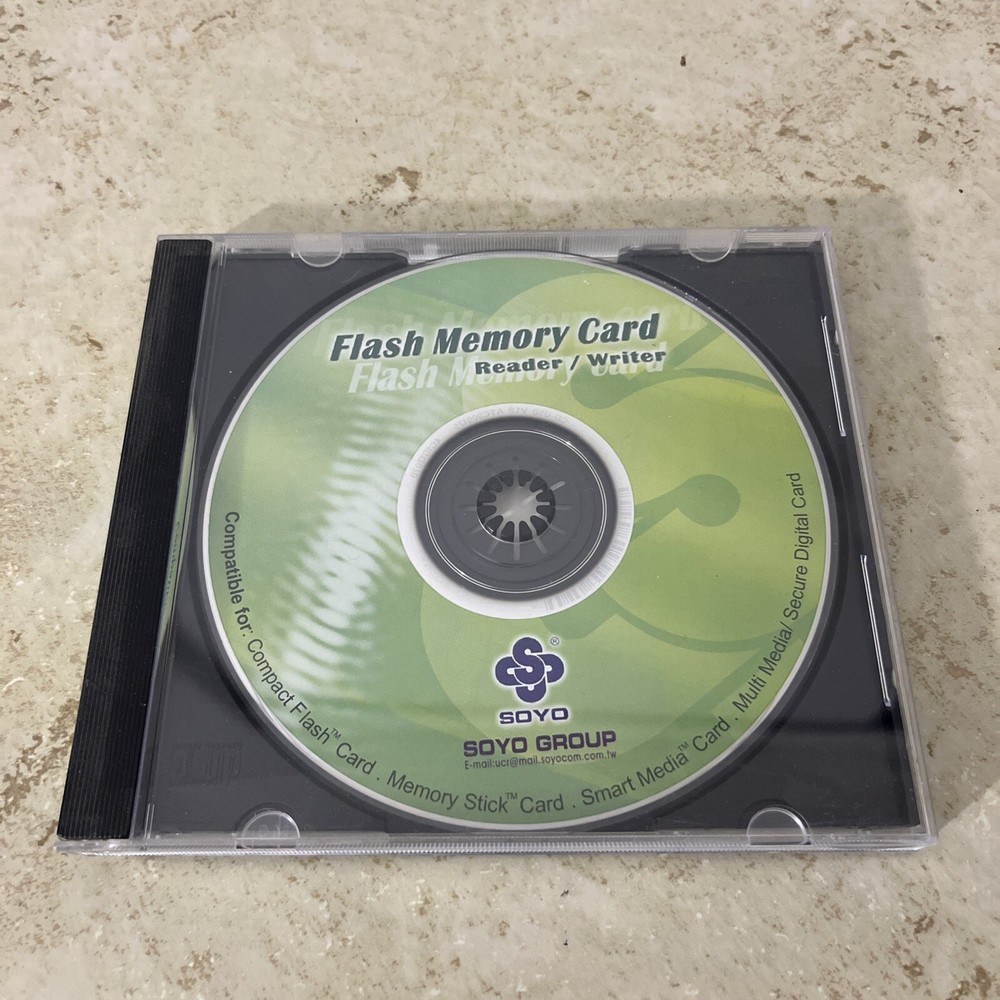 Flash Memory Card
Reader / Writer
Flash Memory Card
SOYO®
SOYO GROUP
E-mail:ucr@mail.soyocom.com.tw
Compatible for: Compact Flash™ Card . Memory Stick™ Card . Smart Media™ Card . Multi Media/ Secure Digital Card